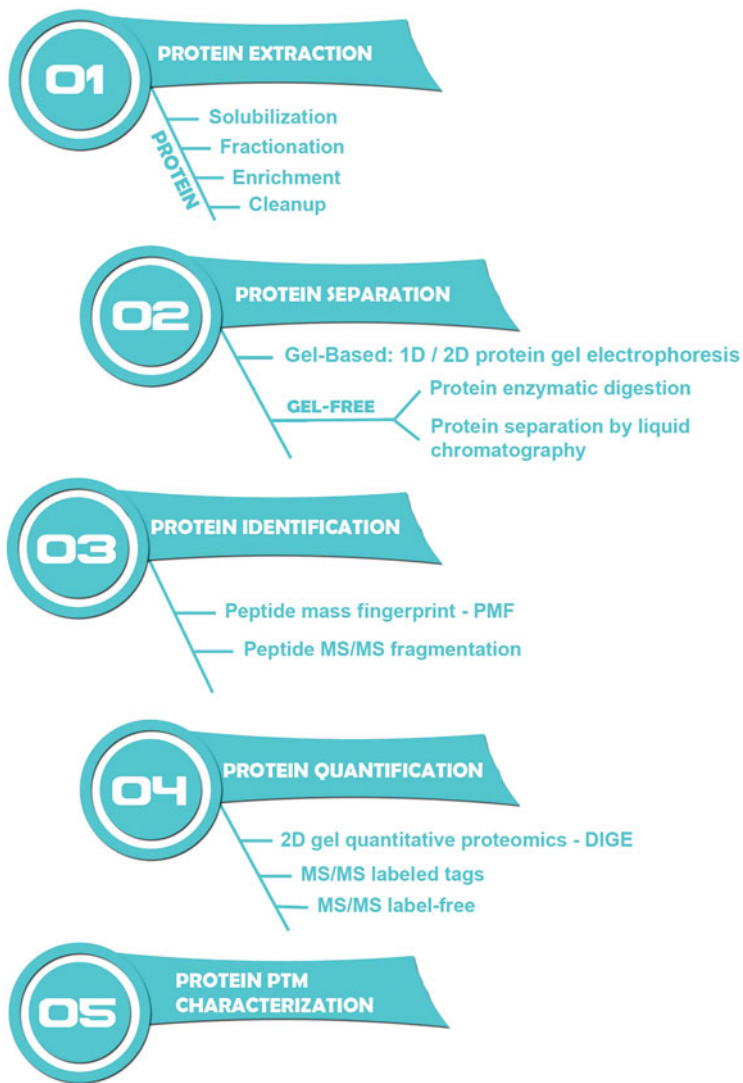 01
PROTEIN EXTRACTION
PROTEIN
Solubilization
Fractionation
Enrichment
Cleanup
02
PROTEIN SEPARATION
Gel-Based: 1D / 2D protein gel electrophoresis
GEL-FREE
Protein enzymatic digestion
Protein separation by liquid
chromatography
03
PROTEIN IDENTIFICATION
Peptide mass fingerprint - PMF
Peptide MS/MS fragmentation
04
PROTEIN QUANTIFICATION
2D gel quantitative proteomics - DIGE
MS/MS labeled tags
MS/MS label-free
05
PROTEIN PTM
CHARACTERIZATION